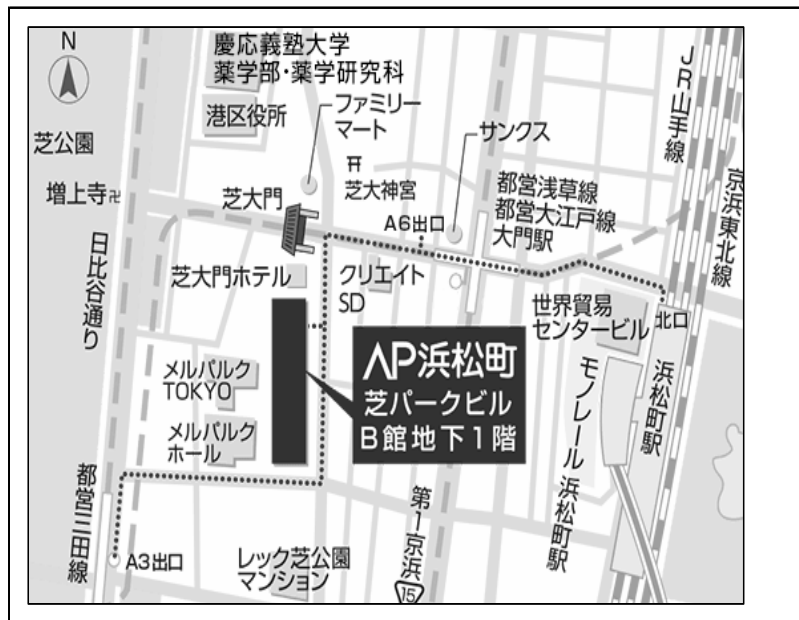 N
慶応義塾大学
薬学部･薬学研究科
港区役所
ファミリー
マート
サンクス
JR山手線
京浜東北線
芝公園
増上寺卍
芝大門
芝大神宮
A6出口
都営浅草線
都営大江戸線
大門駅
日比谷通り
芝大門ホテル
クリエイト
SD
世界貿易
センタービル
北口
AP浜松町
芝パークビル
B館地下1階
メルパルク
TOKYO
メルパルク
ホール
モノレール浜松町駅
浜松町駅
都営三田線
A3出口
レック芝公園
マンション
第1京浜
15